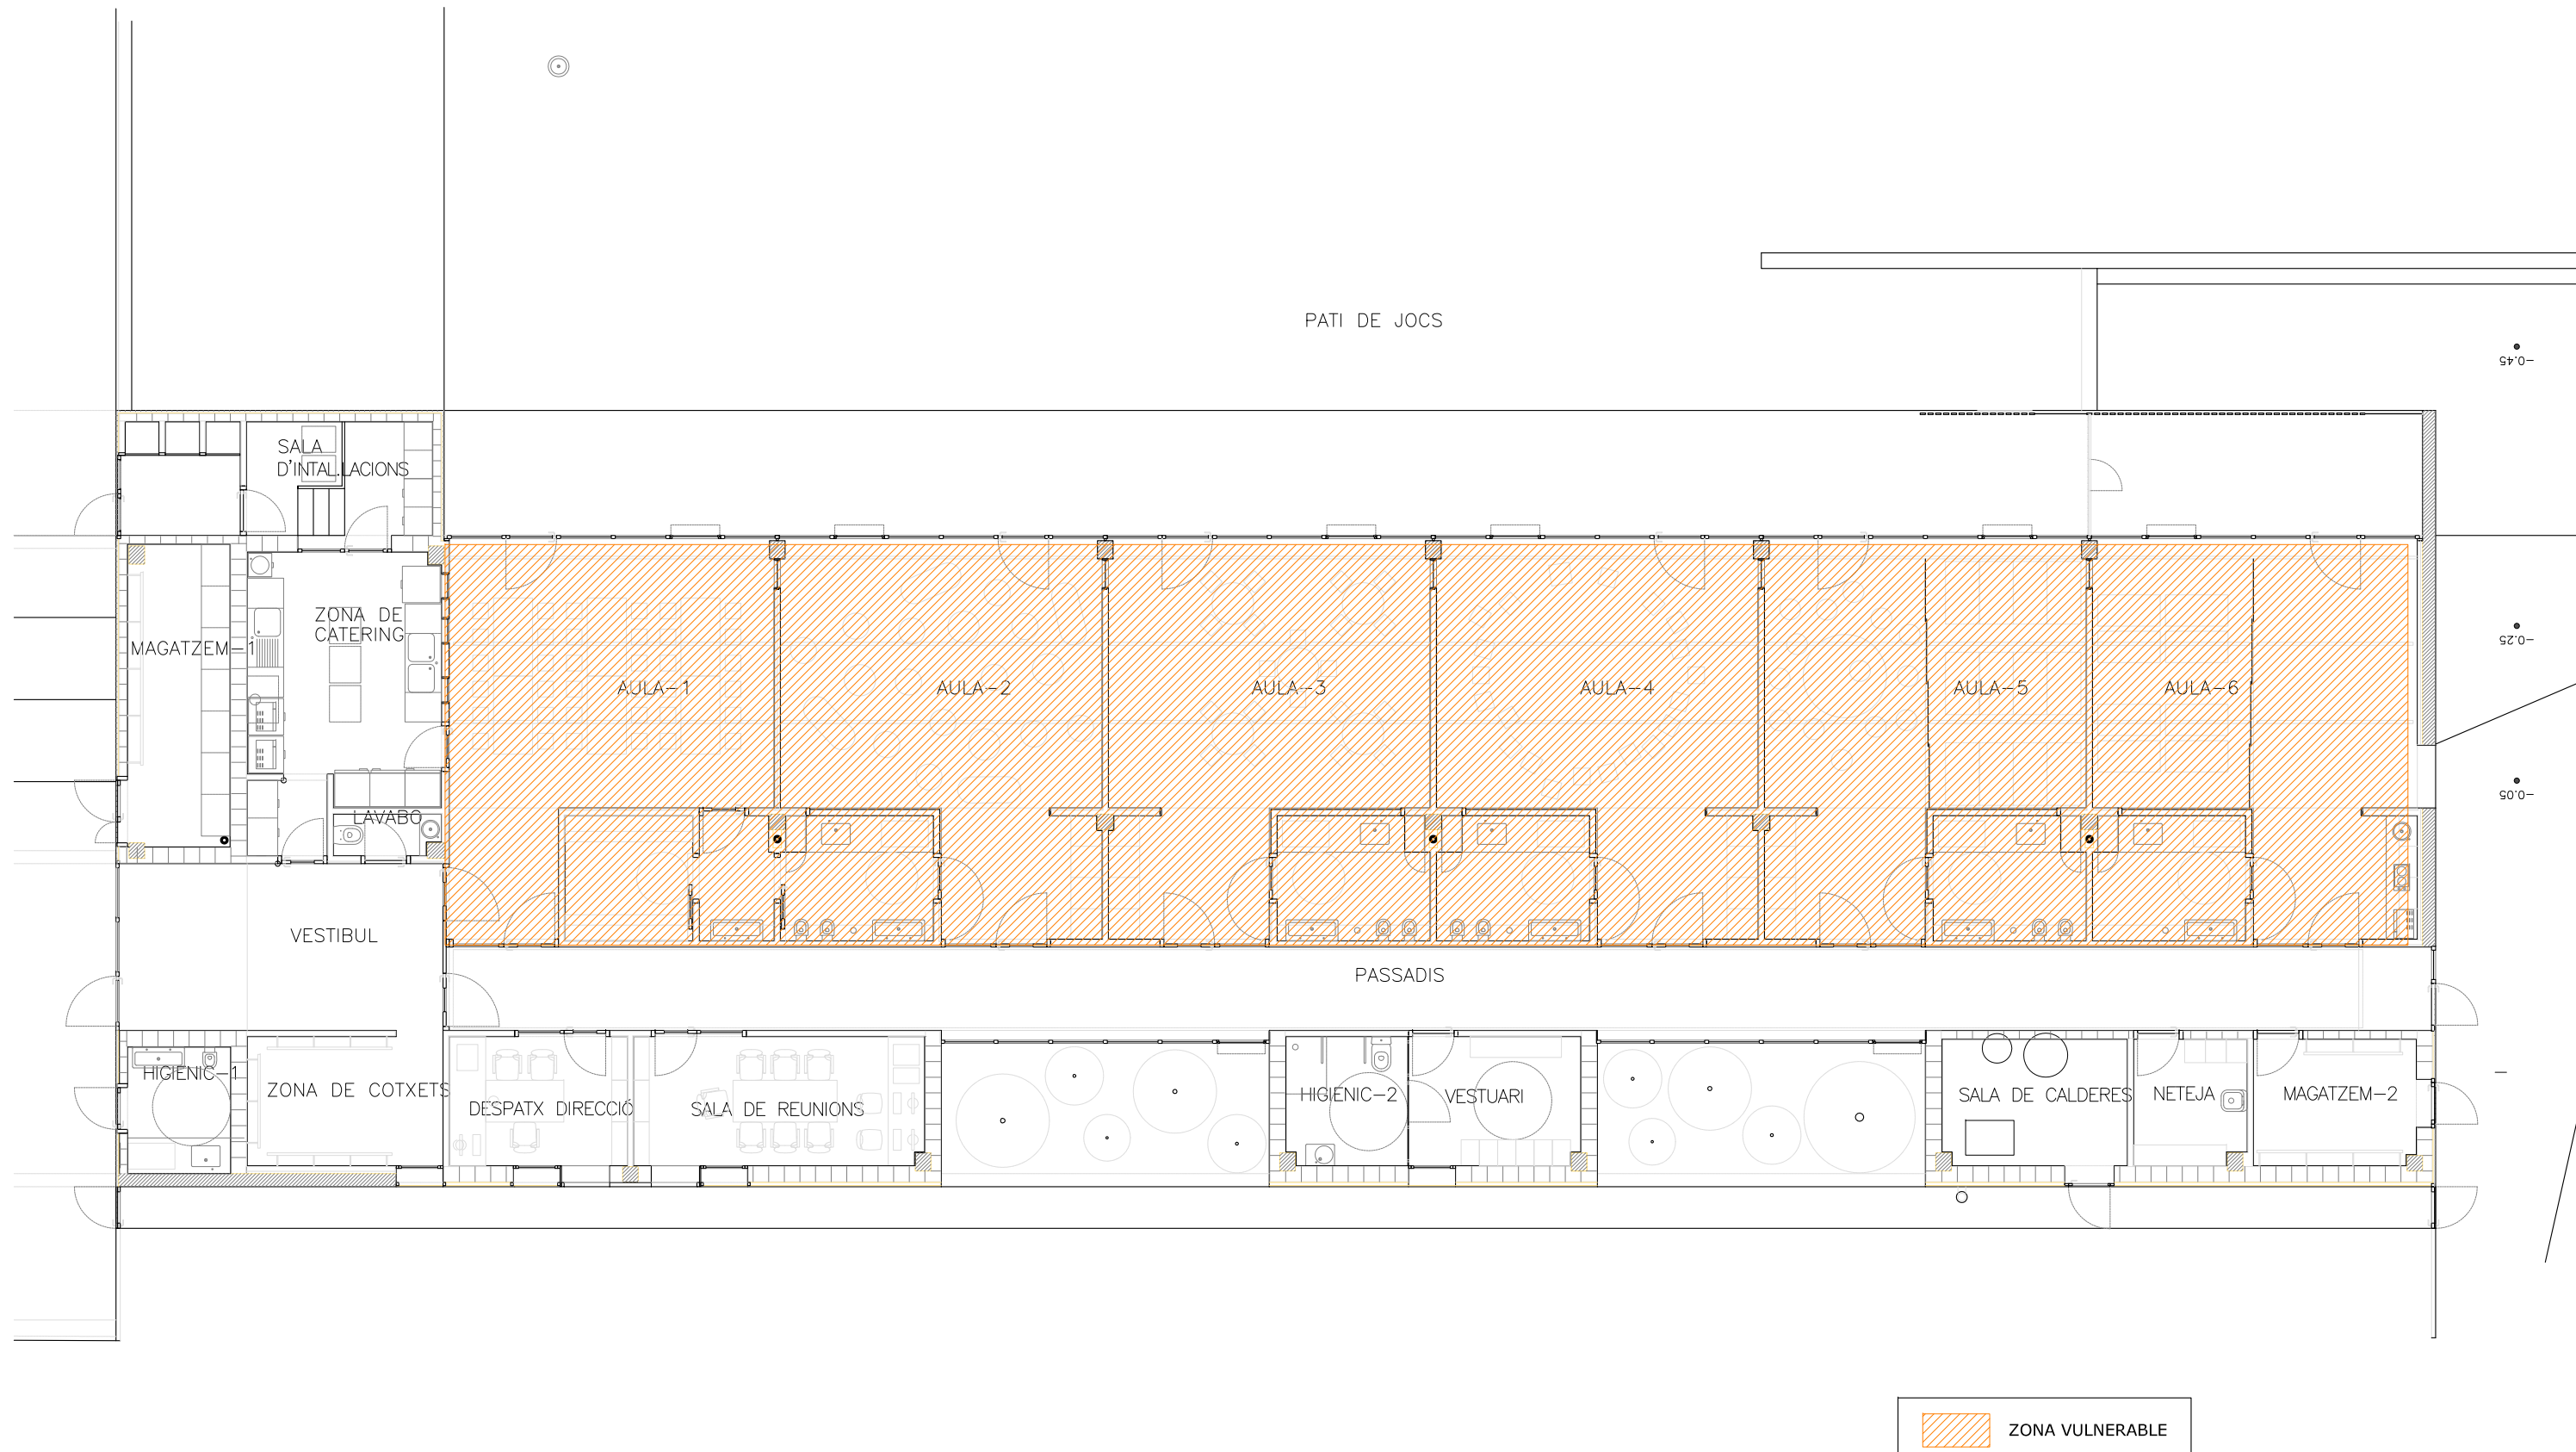 PATI DE JOCS
-0.45
SALA
D'INTAL.LACIONS
ZONA DE
CATERING
MAGATZEM-1
-0.25
AULA-1
AULA-2
AULA-3
AULA-4
AULA-5
AULA-6
-0.05
LAVABO
VESTIBUL
PASSADIS
HIGIENIC-1
ZONA DE COTXETS
DESPATX DIRECCIÓ
SALA DE REUNIONS
HIGIENIC-2
VESTUARI
SALA DE CALDERES
NETEJA
MAGATZEM-2
ZONA VULNERABLE